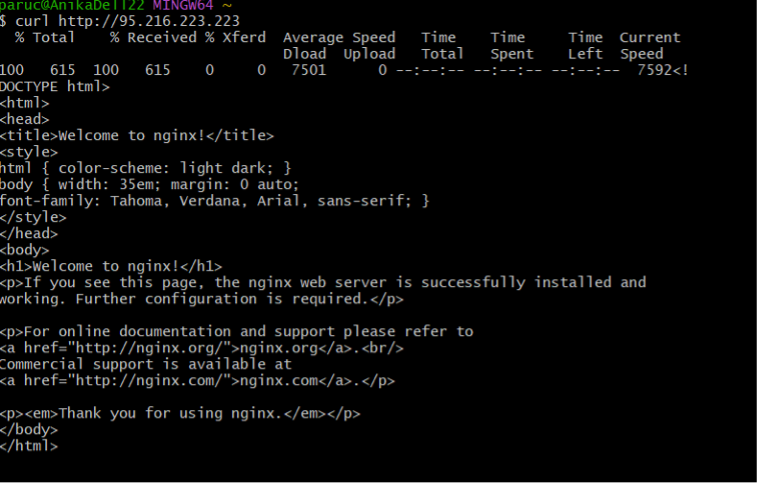 paruc@AnikaDell22 MINGW64 ~
$ curl http://95.216.223.223
  % Total    % Received % Xferd  Average Speed   Time    Time     Time  Current
                                 Dload  Upload   Total   Spent    Left  Speed
100   615  100   615    0     0   7501      0 --:--:-- --:--:-- --:--:--  7592<!
DOCTYPE html>
<html>
<head>
<title>Welcome to nginx!</title>
<style>
html { color-scheme: light dark; }
body { width: 35em; margin: 0 auto;
font-family: Tahoma, Verdana, Arial, sans-serif; }
</style>
</head>
<body>
<h1>Welcome to nginx!</h1>
<p>If you see this page, the nginx web server is successfully installed and
working. Further configuration is required.</p>

<p>For online documentation and support please refer to
<a href="http://nginx.org/">nginx.org</a>.<br/>
Commercial support is available at
<a href="http://nginx.com/">nginx.com</a>.</p>

<p><em>Thank you for using nginx.</em></p>
</body>
</html>